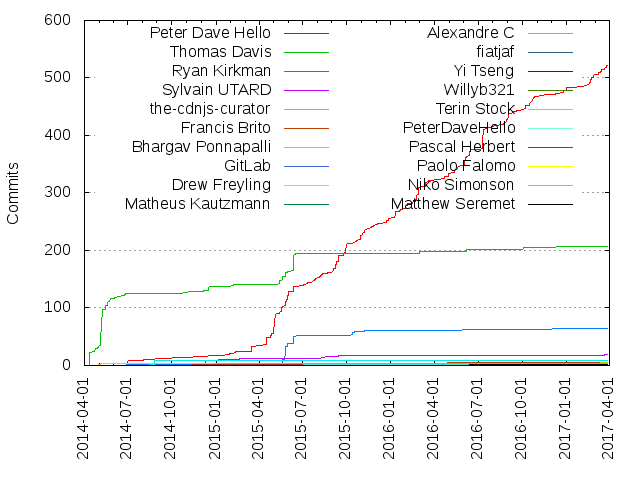 600
500
400
300
200
100
0
Commits
Peter Dave Hello
Thomas Davis
Ryan Kirkman
Sylvain UTARD
the-cdnjs-curator
Francis Brito
Bhargav Ponnapalli
GitLab
Drew Freyling
Matheus Kautzmann
Alexandre C
fiatjaf
Yi Tseng
Willyb321
Terin Stock
PeterDaveHello
Pascal Herbert
Paolo Falomo
Niko Simonson
Matthew Seremet
2014-04-01
2014-07-01
2014-10-01
2015-01-01
2015-04-01
2015-07-01
2015-10-01
2016-01-01
2016-04-01
2016-07-01
2016-10-01
2017-01-01
2017-04-01